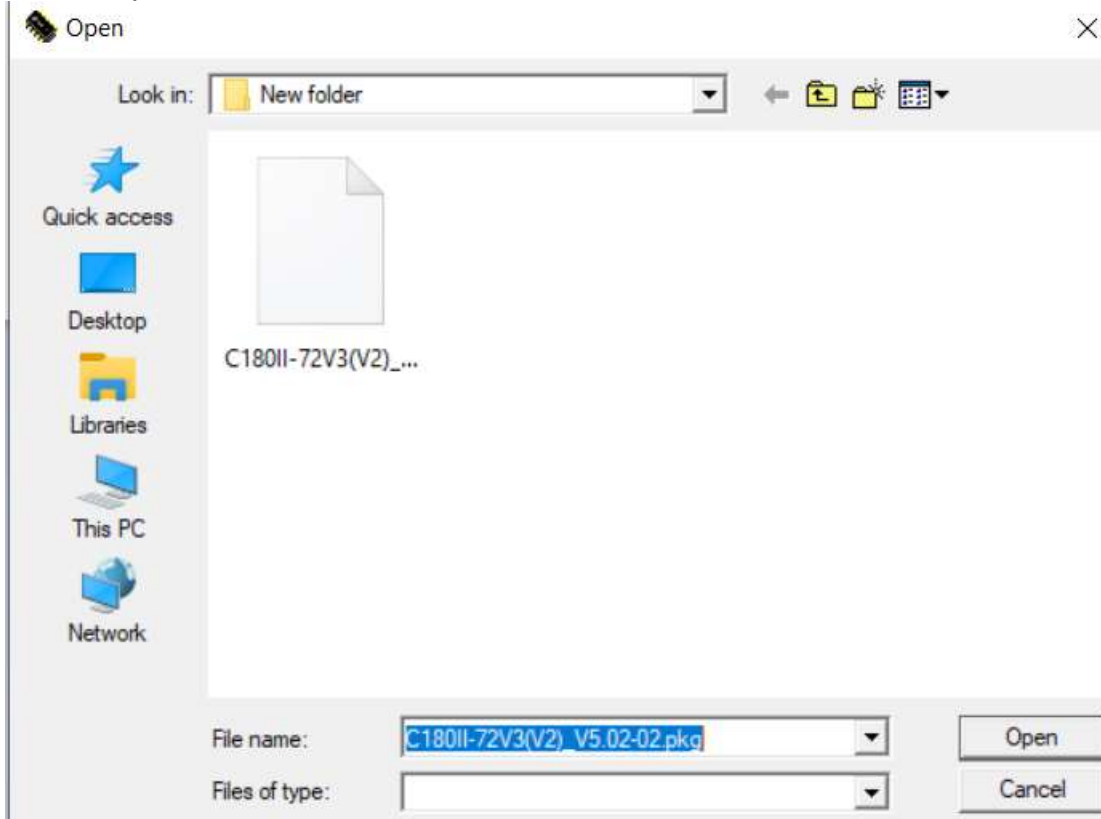 Open
Look in:
New folder
Quick access
Desktop
Libraries
This PC
Network
C180II-72V3(V2)_...
File name:
C180II-72V3(V2)_V5.02-02.pkg
Open
Files of type:
Cancel